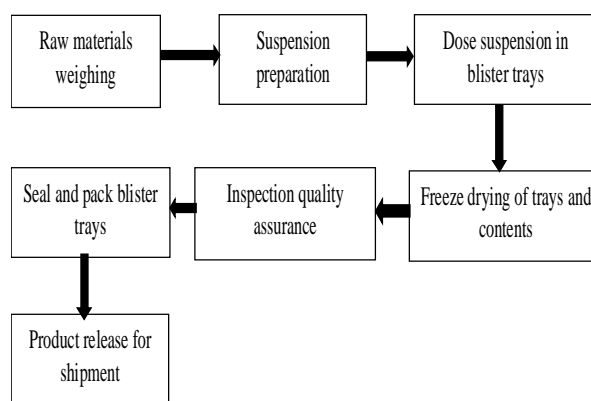 Raw materials
weighing
Suspension
preparation
Dose suspension in
blister trays
Freeze drying of trays and
contents
Inspection quality
assurance
Seal and pack blister
trays
Product release for
shipment